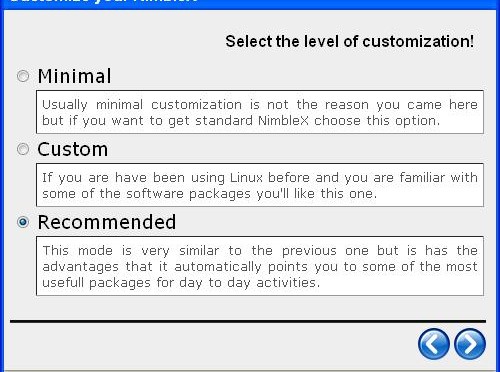 Customize your NimbleX
Select the level of customization!
Minimal
Usually minimal customization is not the reason you came here
but if you want to get standard NimbleX choose this option.
Custom
If you are have been using Linux before and you are familiar with
some of the software packages you'll like this one.
Recommended
This mode is very similar to the previous one but is has the
advantages that it automatically points you to some of the most
usefull packages for day to day activities.